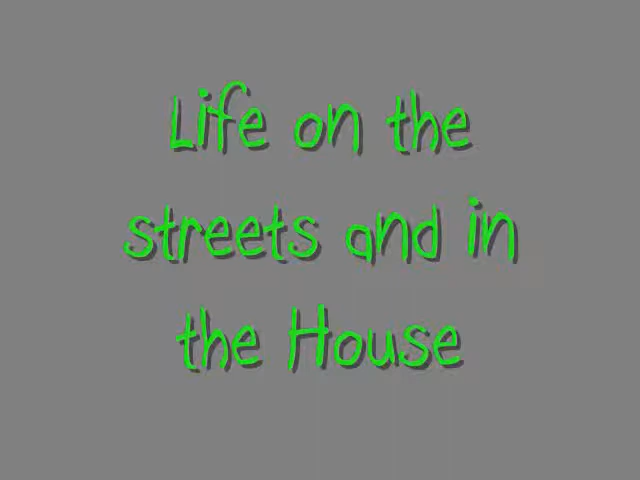 Life on the
streets and in
the House